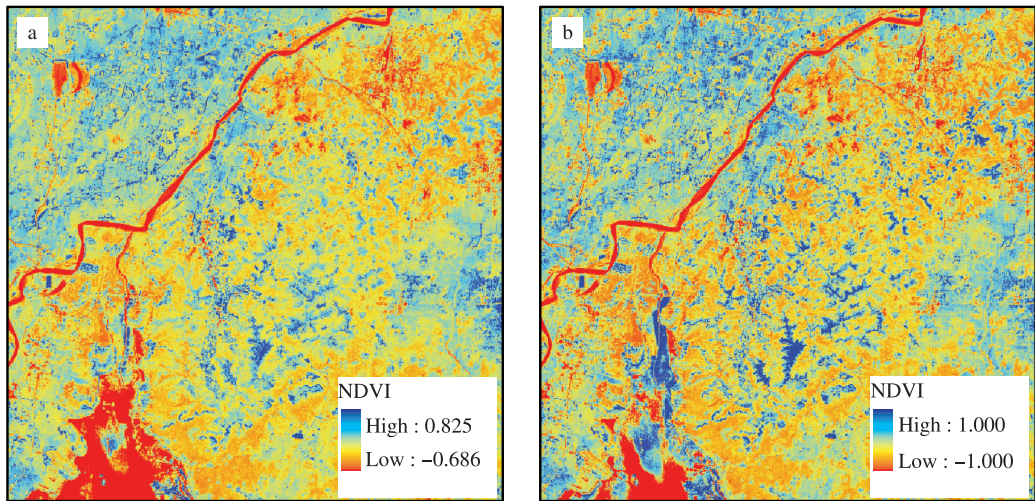 a
NDVI
High : 0.825
Low : −0.686
b
NDVI
High : 1.000
Low : −1.000